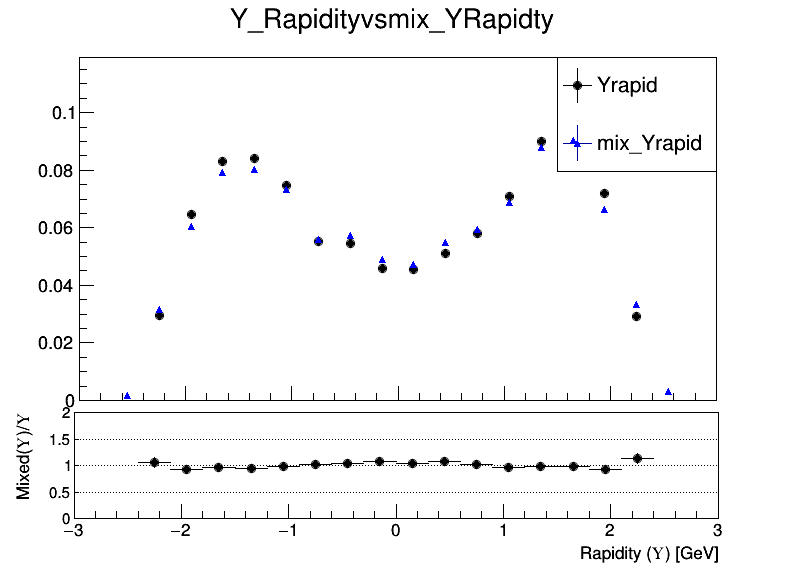 Y_Rapidityvsmix_YRapidty
Yrapid
mix_Yrapid
0.1
0.08
0.06
0.04
0.02
0
Mixed(Υ)/Υ
2
1.5
1
0.5
0
−3 −2 −1 0 1 2 3
Rapidity (Υ) [GeV]